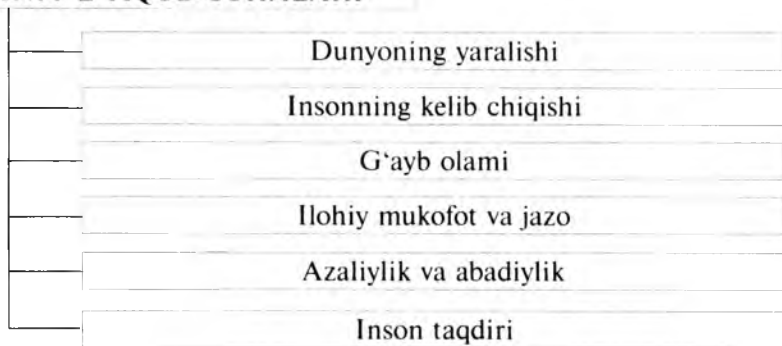 Dunyoning yaralishi
Insonning kelib chiqishi
G‘ayb olami
Ilohiy mukofot va jazo
Azaliylik va abadiylik
Inson taqdiri